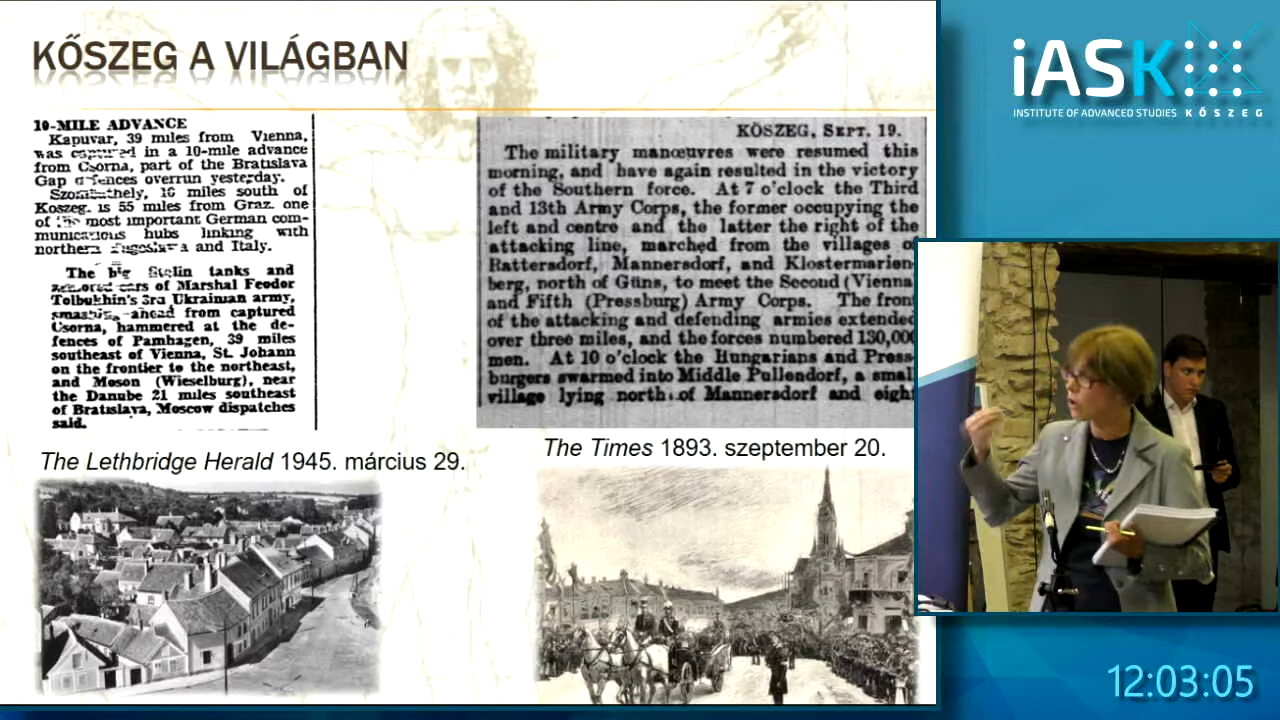 KŐSZEG A VILÁGBAN
10-MILE ADVANCE
Kapuvar, 39 miles from Vienna,
was captured in a 10-mile advance
from Csorna, part of the Bratislava
Gap defences overrun yesterday.
Szombathely, 16 miles south of
Koszeg, is 55 miles from Graz, one
of the most important German com-
munications hubs linking with
northern Yugoslavia and Italy.
The big Stalin tanks and
armored cars of Marshal Feodor
Tolbukhin's 3rd Ukrainian army,
smashing ahead from captured
Csorna, hammered at the de-
fences of Pamhagen, 39 miles
southeast of Vienna, St. Johann
on the frontier to the northeast,
and Moson (Wieselburg), near
the Danube 21 miles southeast
of Bratislava, Moscow dispatches
said.
The Lethbridge Herald 1945. március 29.
KÖSZEG, SEPT. 19.
The military manœuvres were resumed this
morning, and have again resulted in the victory
of the Southern force. At 7 o'clock the Third
and 13th Army Corps, the former occupying the
left and centre and the latter the right of the
attacking line, marched from the villages of
Rattersdorf, Mannersdorf, and Klostermarien-
berg, north of Güns, to meet the Second (Vienna
and Fifth (Pressburg) Army Corps. The front
of the attacking and defending armies extended
over three miles, and the forces numbered 130,000
men. At 10 o'clock the Hungarians and Press-
burgers swarmed into Middle Pullendorf, a small
village lying north of Mannersdorf and eight
The Times 1893. szeptember 20.
iASK
INSTITUTE OF ADVANCED STUDIES KŐSZEG
12:03:05